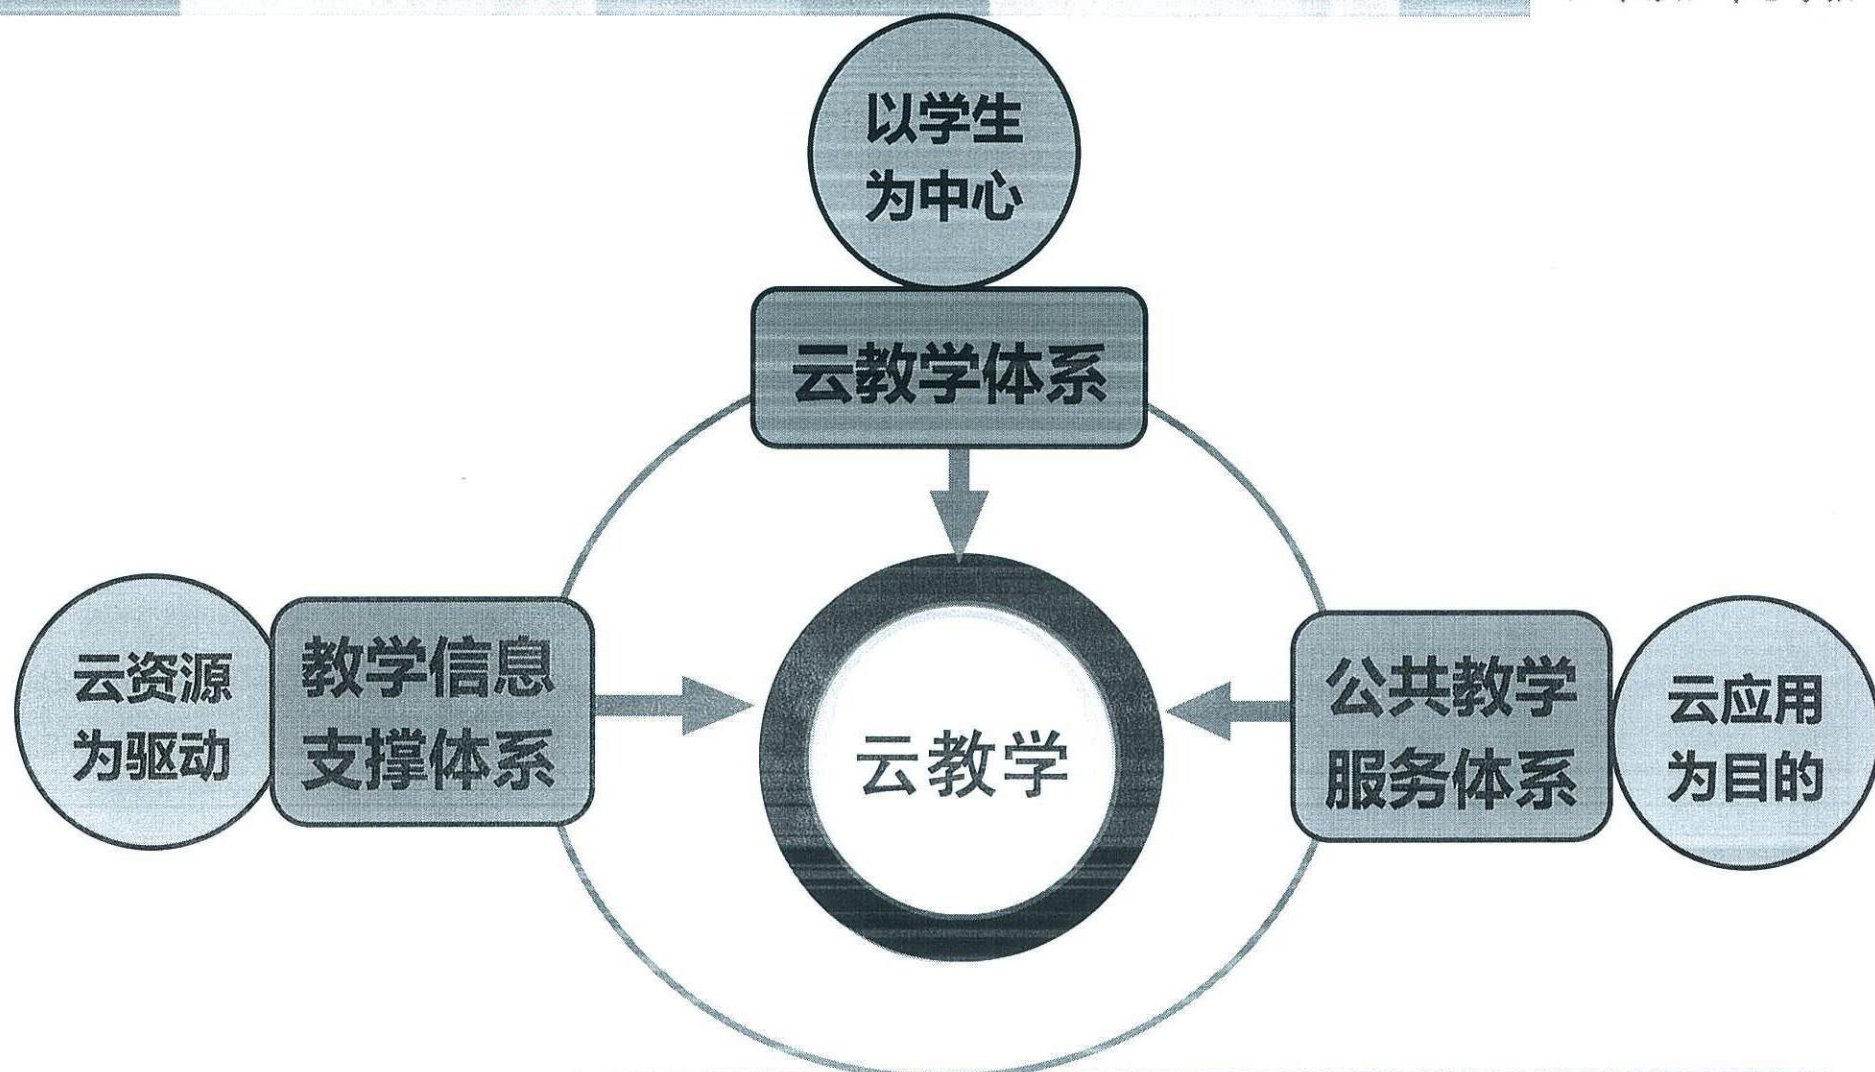 以学生
为中心
云教学体系
云资源
为驱动
教学信息
支撑体系
云教学
公共教学
服务体系
云应用
为目的